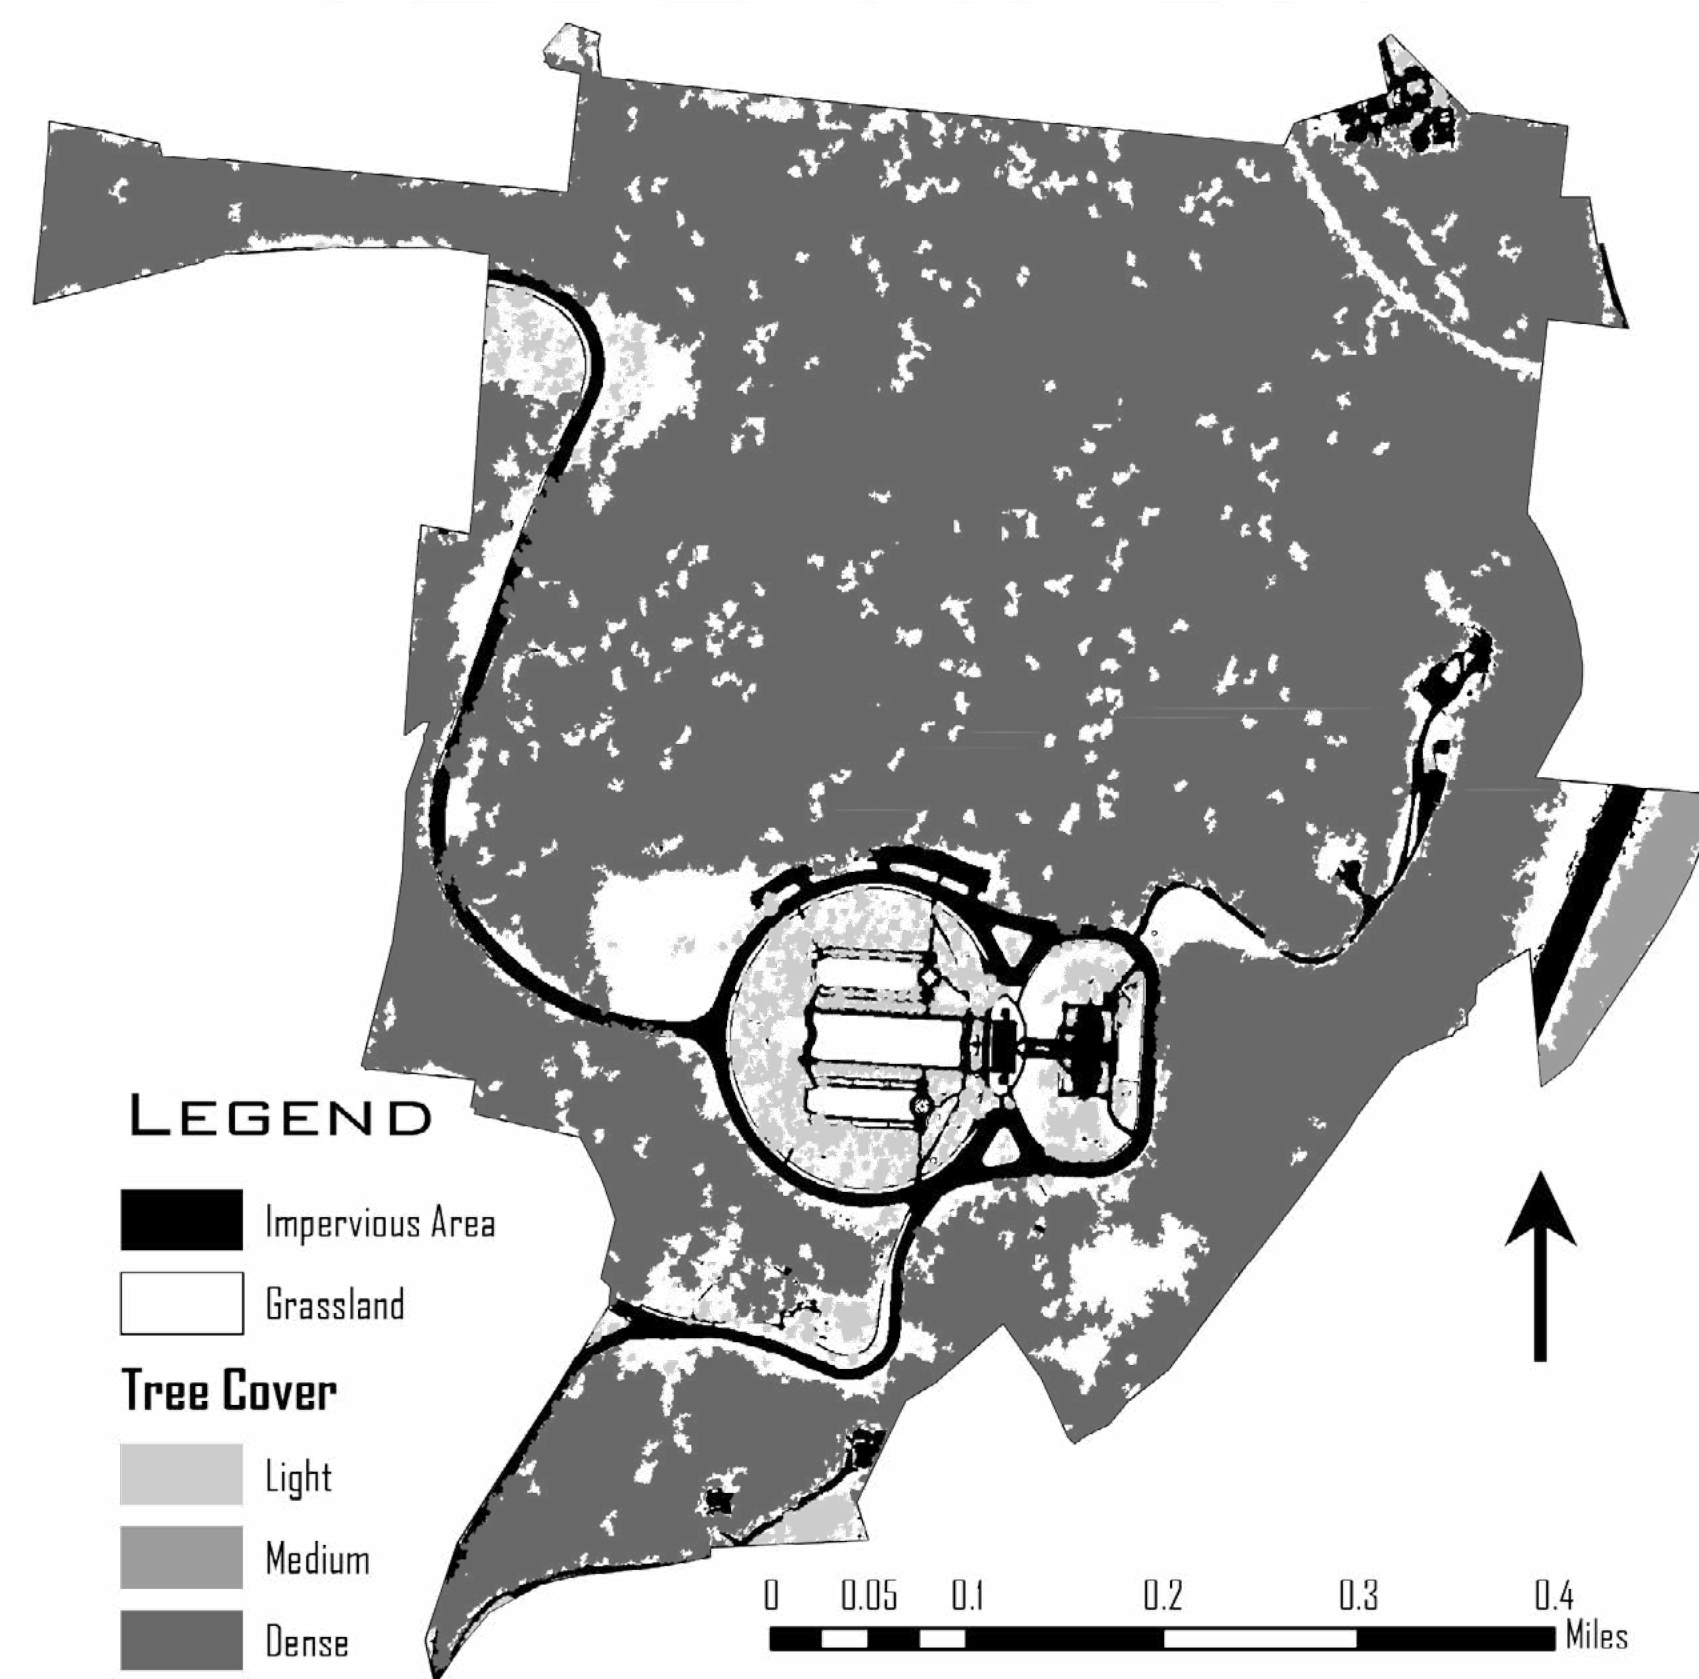 LEGEND
Impervious Area
Grassland
Tree Cover
Light
Medium
Dense
0 0.05 0.1 0.2 0.3 0.4
Miles